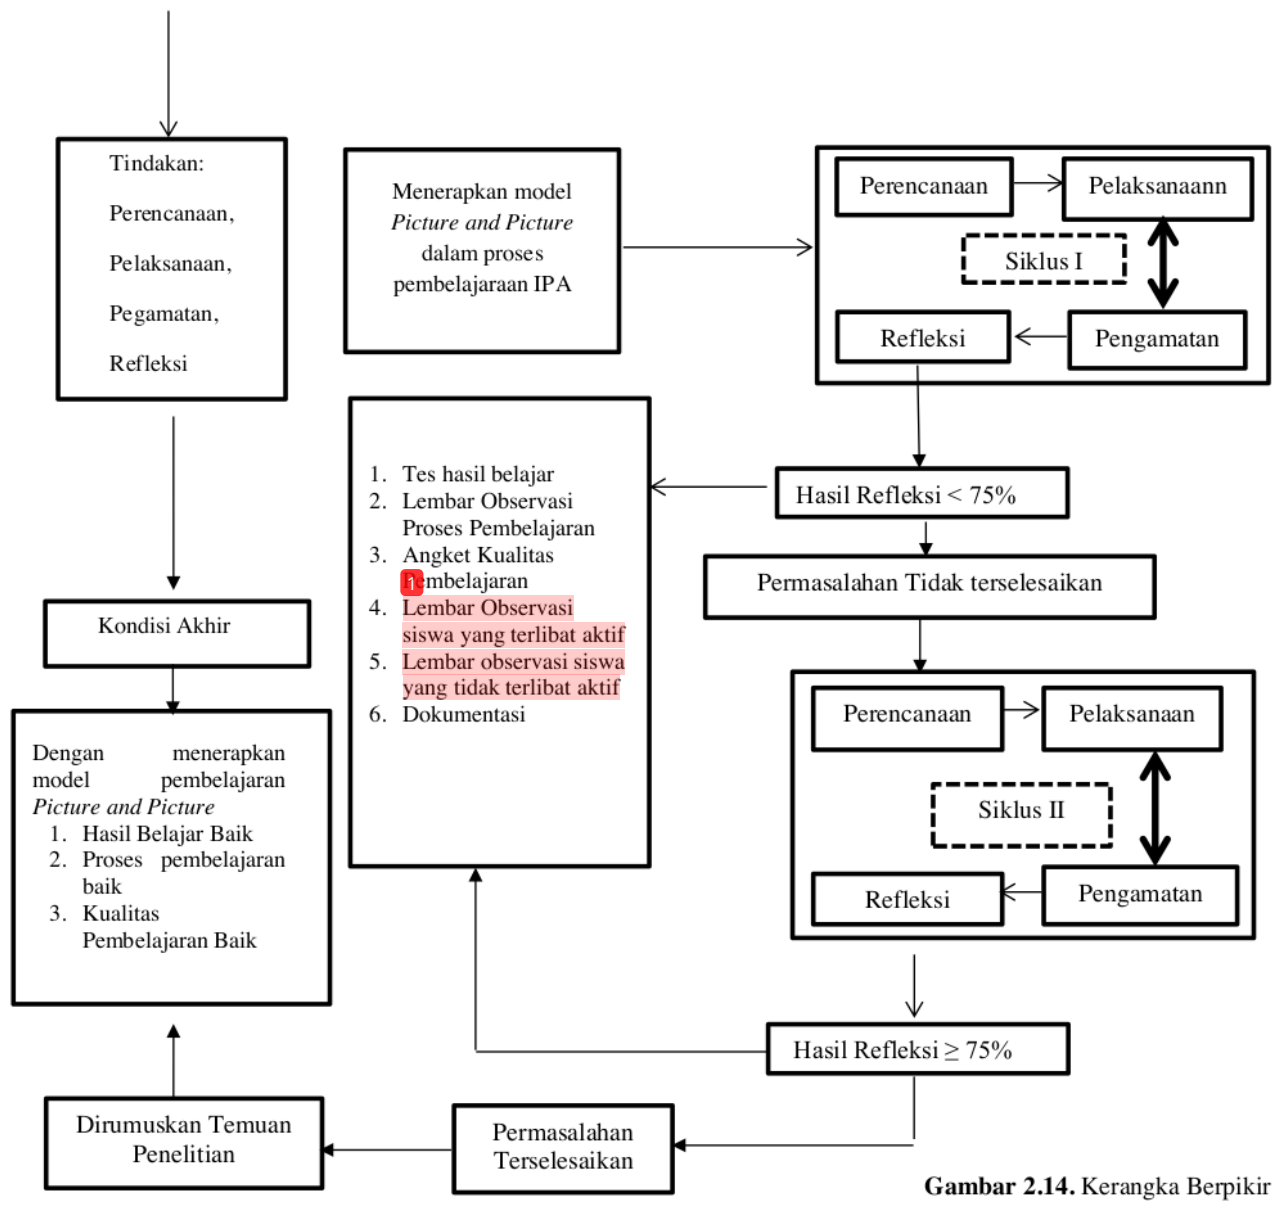 Tindakan:
Perencanaan,
Pelaksanaan,
Pegamatan,
Refleksi
Menerapkan model
Picture and Picture
dalam proses
pembelajaraan IPA
Perencanaan
Pelaksanaann
Siklus I
Refleksi
Pengamatan
1. Tes hasil belajar
2. Lembar Observasi
Proses Pembelajaran
3. Angket Kualitas
Pembelajaran
1
4. Lembar Observasi
siswa yang terlibat aktif
5. Lembar observasi siswa
yang tidak terlibat aktif
6. Dokumentasi
Hasil Refleksi < 75%
Permasalahan Tidak terselesaikan
Kondisi Akhir
Perencanaan
Pelaksanaan
Siklus II
Refleksi
Pengamatan
Dengan menerapkan
model pembelajaran
Picture and Picture
1. Hasil Belajar Baik
2. Proses pembelajaran
baik
3. Kualitas
Pembelajaran Baik
Hasil Refleksi ≥ 75%
Dirumuskan Temuan
Penelitian
Permasalahan
Terselesaikan
Gambar 2.14. Kerangka Berpikir